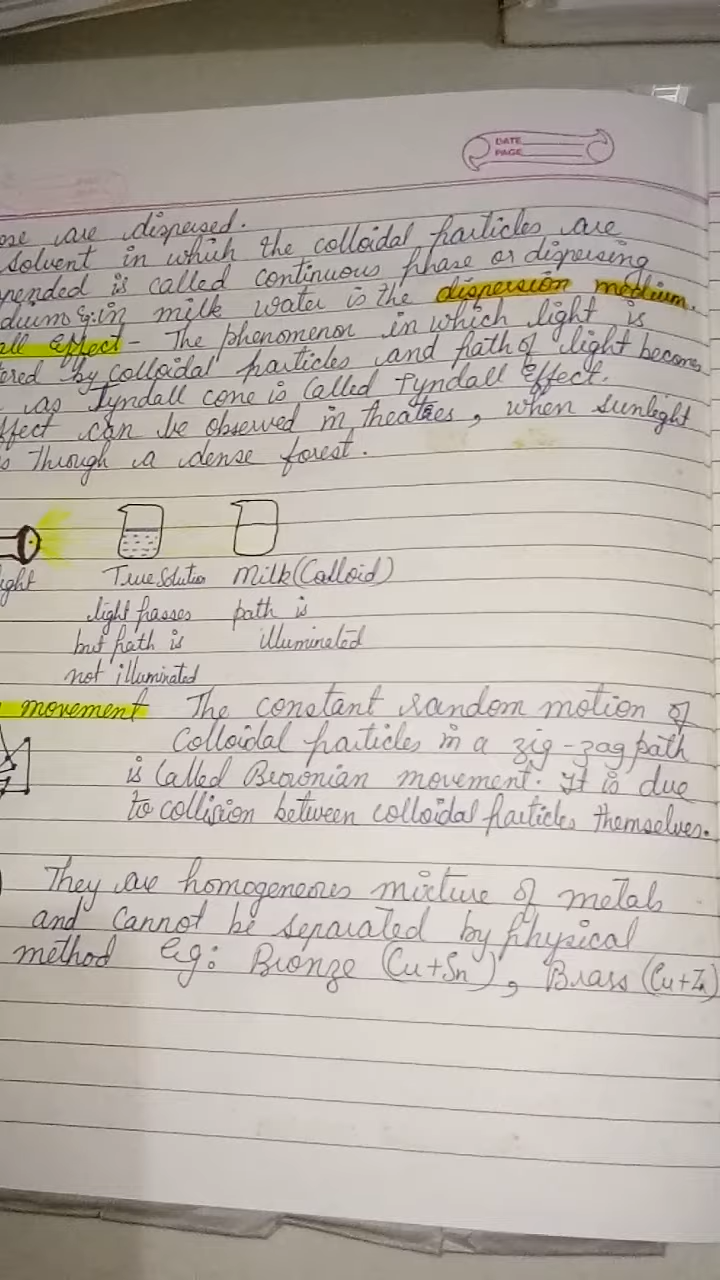 DATE
PAGE
ose are dispersed.
solvent in which the colloidal particles are
pended is called continuous phase or dispersing
dium Eg: in milk water is the dispersion medium.
all effect - The phenomenon in which light is
ered by colloidal particles and path of light becomes
as Tyndall cone is called Tyndall effect.
ffect can be observed in theatres, when sunlight
through a dense forest.
ight True Solution Milk (Colloid)
light passes path is
but path is illuminated
not illuminated
movement The constant random motion of
Colloidal particles in a zig-zag path
is called Brownian movement. It is due
to collision between colloidal particles themselves.
They are homogeneous mixture of metals
and cannot be separated by physical
method eg: Bronze (Cu+Sn), Brass (Cu+Zn)